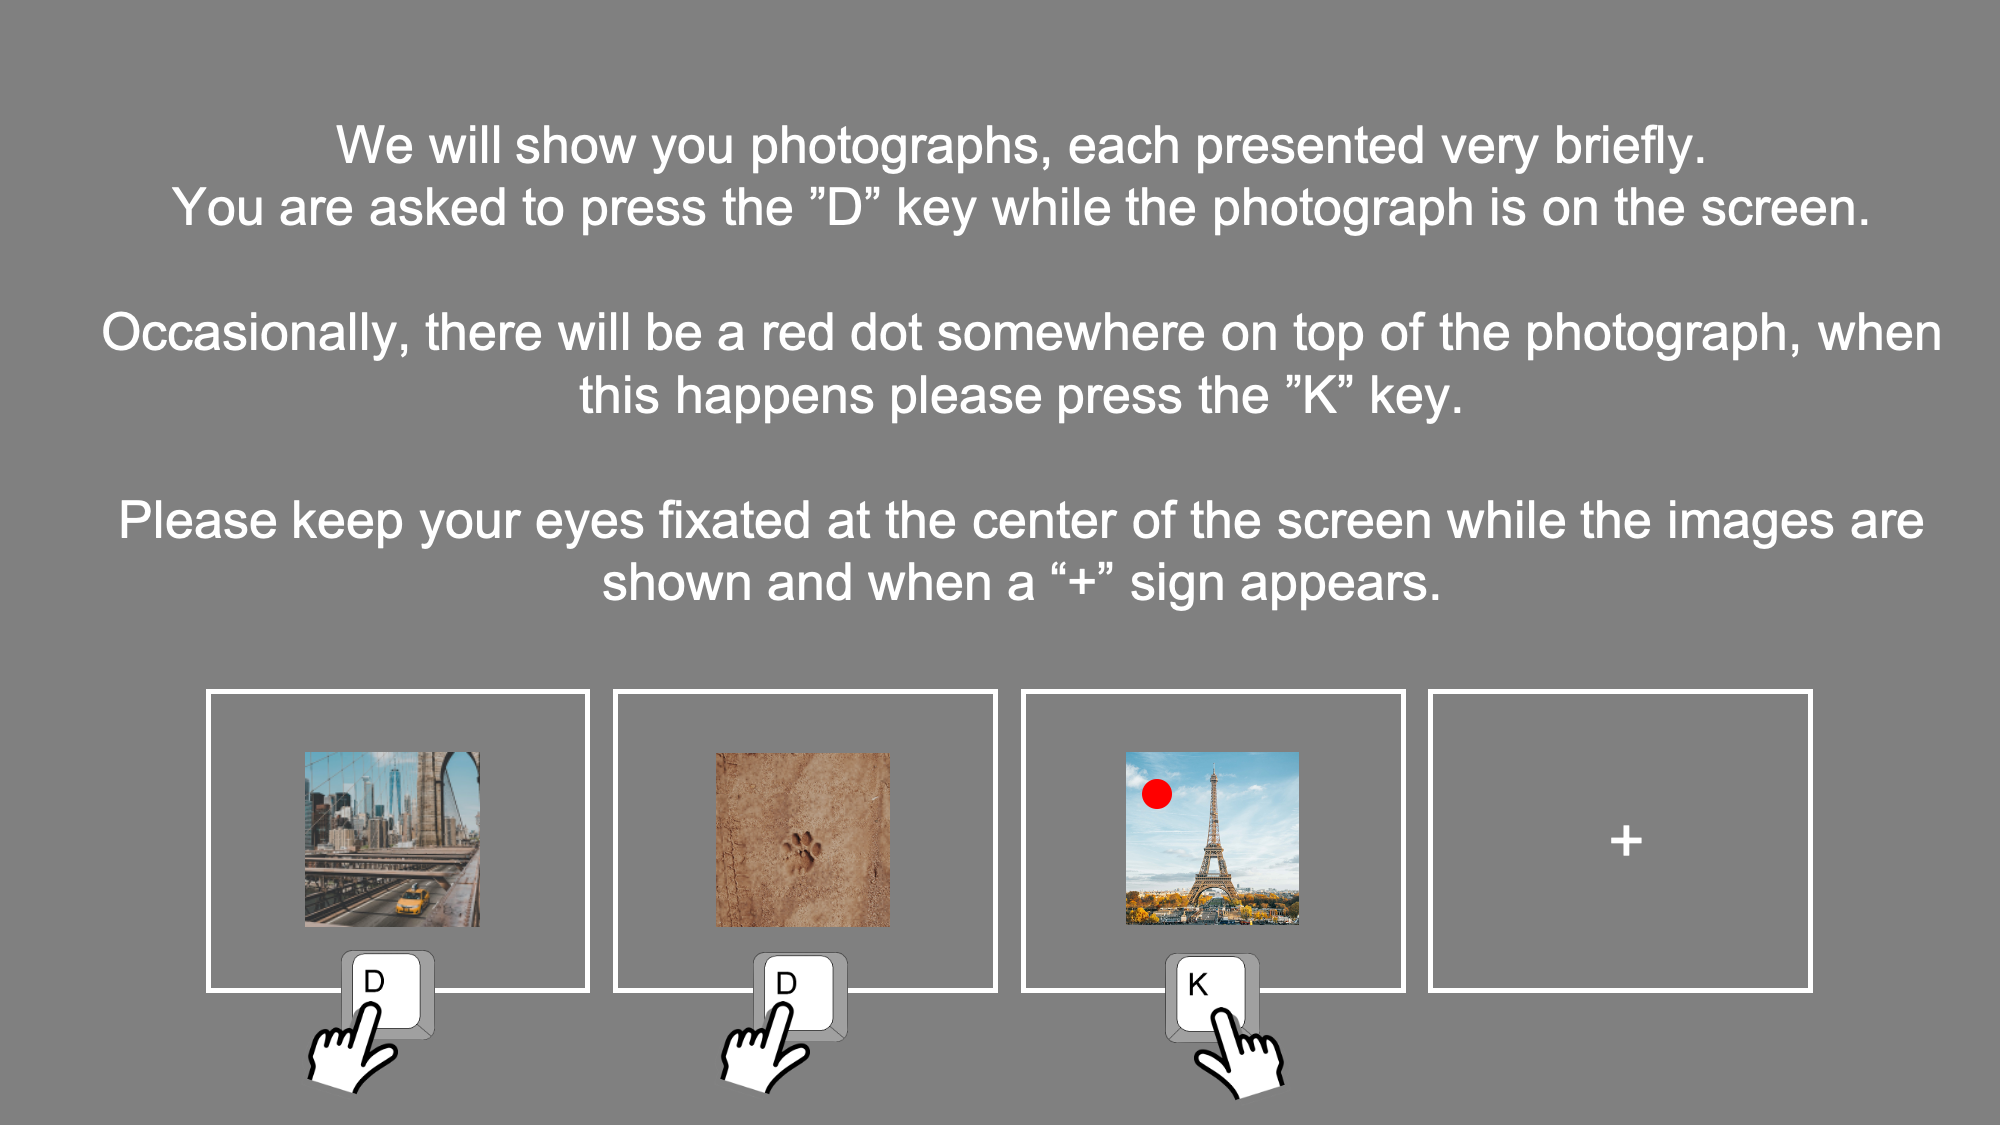 We will show you photographs, each presented very briefly.
You are asked to press the ”D” key while the photograph is on the screen.
Occasionally, there will be a red dot somewhere on top of the photograph, when
this happens please press the ”K” key.
Please keep your eyes fixated at the center of the screen while the images are
shown and when a “+” sign appears.
+
D
D
K